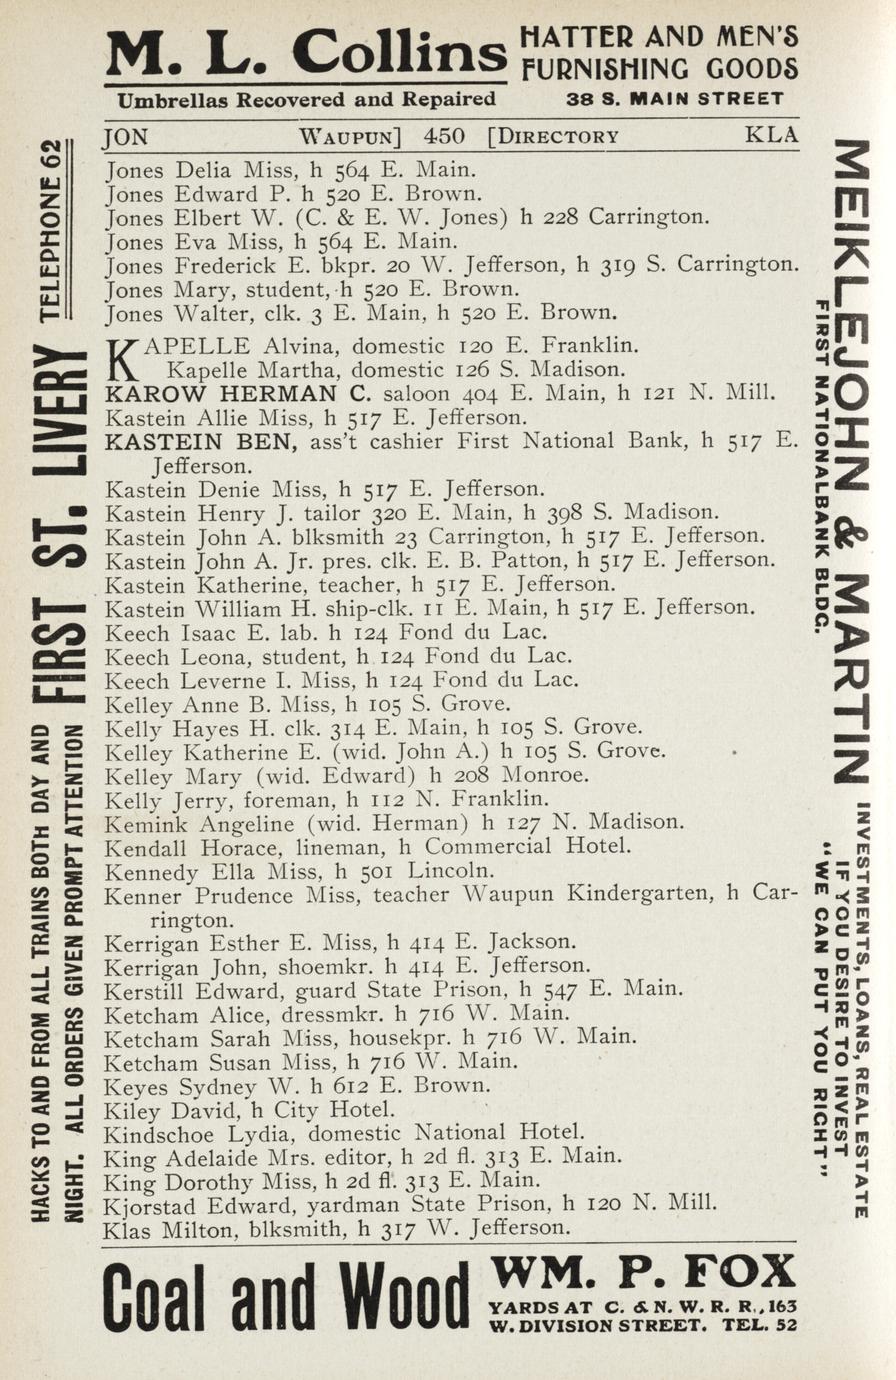 M. L. Collins
HATTER AND MEN'S
FURNISHING GOODS
Umbrellas Recovered and Repaired
38 S. MAIN STREET
JON WAUPUN] 450 [DIRECTORY KLA
Jones Delia Miss, h 564 E. Main.
Jones Edward P. h 520 E. Brown.
Jones Elbert W. (C. & E. W. Jones) h 228 Carrington.
Jones Eva Miss, h 564 E. Main.
Jones Frederick E. bkpr. 20 W. Jefferson, h 319 S. Carrington.
Jones Mary, student, h 520 E. Brown.
Jones Walter, clk. 3 E. Main, h 520 E. Brown.
KAPELLE Alvina, domestic 120 E. Franklin.
Kapelle Martha, domestic 126 S. Madison.
KAROW HERMAN C. saloon 404 E. Main, h 121 N. Mill.
Kastein Allie Miss, h 517 E. Jefferson.
KASTEIN BEN, ass't cashier First National Bank, h 517 E.
Jefferson.
Kastein Denie Miss, h 517 E. Jefferson.
Kastein Henry J. tailor 320 E. Main, h 398 S. Madison.
Kastein John A. blksmith 23 Carrington, h 517 E. Jefferson.
Kastein John A. Jr. pres. clk. E. B. Patton, h 517 E. Jefferson.
Kastein Katherine, teacher, h 517 E. Jefferson.
Kastein William H. ship-clk. 11 E. Main, h 517 E. Jefferson.
Keech Isaac E. lab. h 124 Fond du Lac.
Keech Leona, student, h 124 Fond du Lac.
Keech Leverne I. Miss, h 124 Fond du Lac.
Kelley Anne B. Miss, h 105 S. Grove.
Kelly Hayes H. clk. 314 E. Main, h 105 S. Grove.
Kelley Katherine E. (wid. John A.) h 105 S. Grove.
Kelley Mary (wid. Edward) h 208 Monroe.
Kelly Jerry, foreman, h 112 N. Franklin.
Kemink Angeline (wid. Herman) h 127 N. Madison.
Kendall Horace, lineman, h Commercial Hotel.
Kennedy Ella Miss, h 501 Lincoln.
Kenner Prudence Miss, teacher Waupun Kindergarten, h Car-
rington.
Kerrigan Esther E. Miss, h 414 E. Jackson.
Kerrigan John, shoemkr. h 414 E. Jefferson.
Kerstill Edward, guard State Prison, h 547 E. Main.
Ketcham Alice, dressmkr. h 716 W. Main.
Ketcham Sarah Miss, housekpr. h 716 W. Main.
Ketcham Susan Miss, h 716 W. Main.
Keyes Sydney W. h 612 E. Brown.
Kiley David, h City Hotel.
Kindschoe Lydia, domestic National Hotel.
King Adelaide Mrs. editor, h 2d fl. 313 E. Main.
King Dorothy Miss, h 2d fl. 313 E. Main.
Kjorstad Edward, yardman State Prison, h 120 N. Mill.
Klas Milton, blksmith, h 317 W. Jefferson.
Coal and Wood
WM. P. FOX
YARDS AT C. & N. W. R. R., 163
W. DIVISION STREET. TEL. 52
FIRST ST. LIVERY TELEPHONE 62
HACKS TO AND FROM ALL TRAINS BOTH DAY AND
NIGHT. ALL ORDERS GIVEN PROMPT ATTENTION
MEIKLEJOHN & MARTIN
FIRST NATIONAL BANK BLDG.
INVESTMENTS, LOANS, REAL ESTATE
IF YOU DESIRE TO INVEST
"WE CAN PUT YOU RIGHT"